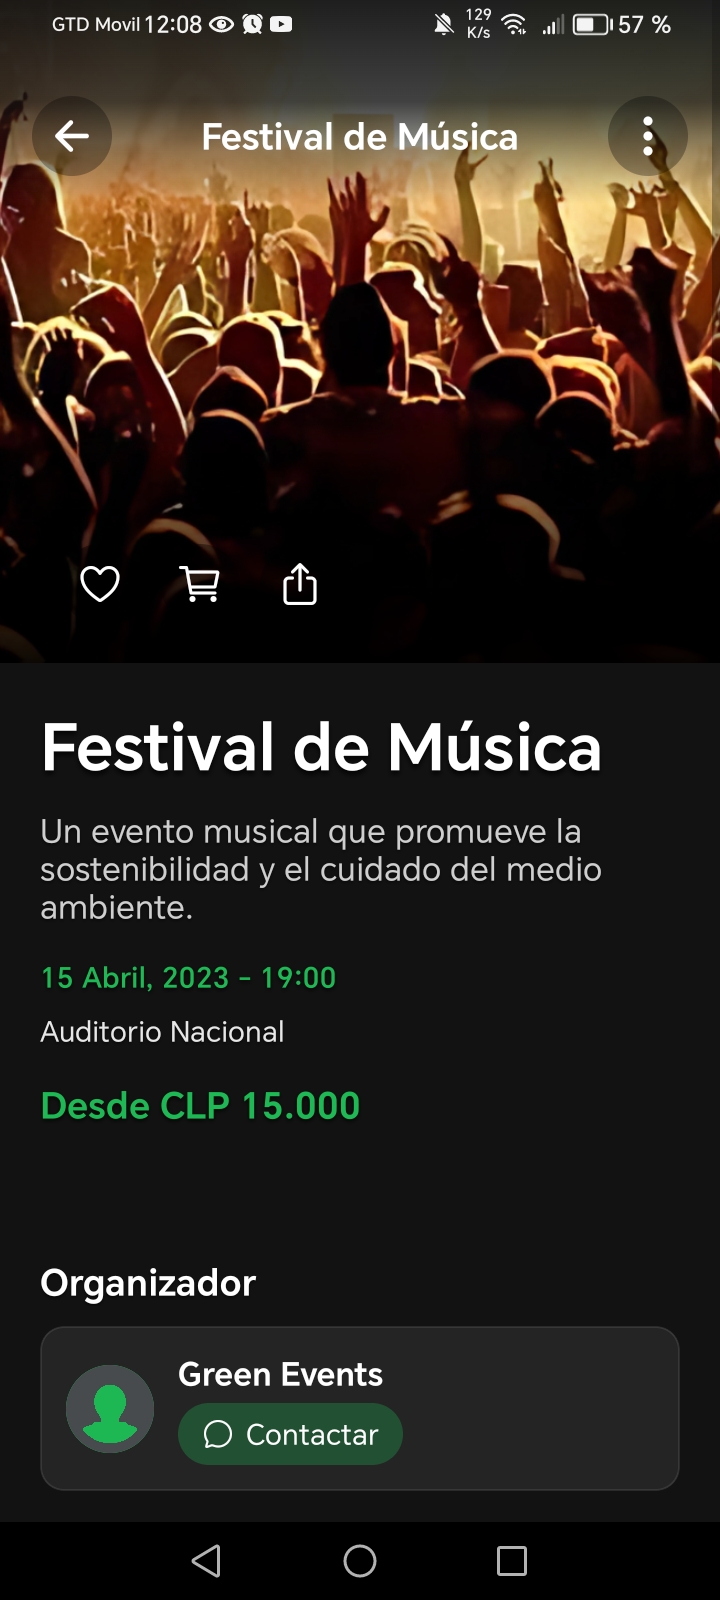 GTD Movil 12:08 129 K/s 57 %
Festival de Música
Festival de Música
Un evento musical que promueve la
sostenibilidad y el cuidado del medio
ambiente.
15 Abril, 2023 - 19:00
Auditorio Nacional
Desde CLP 15.000
Organizador
Green Events
Contactar